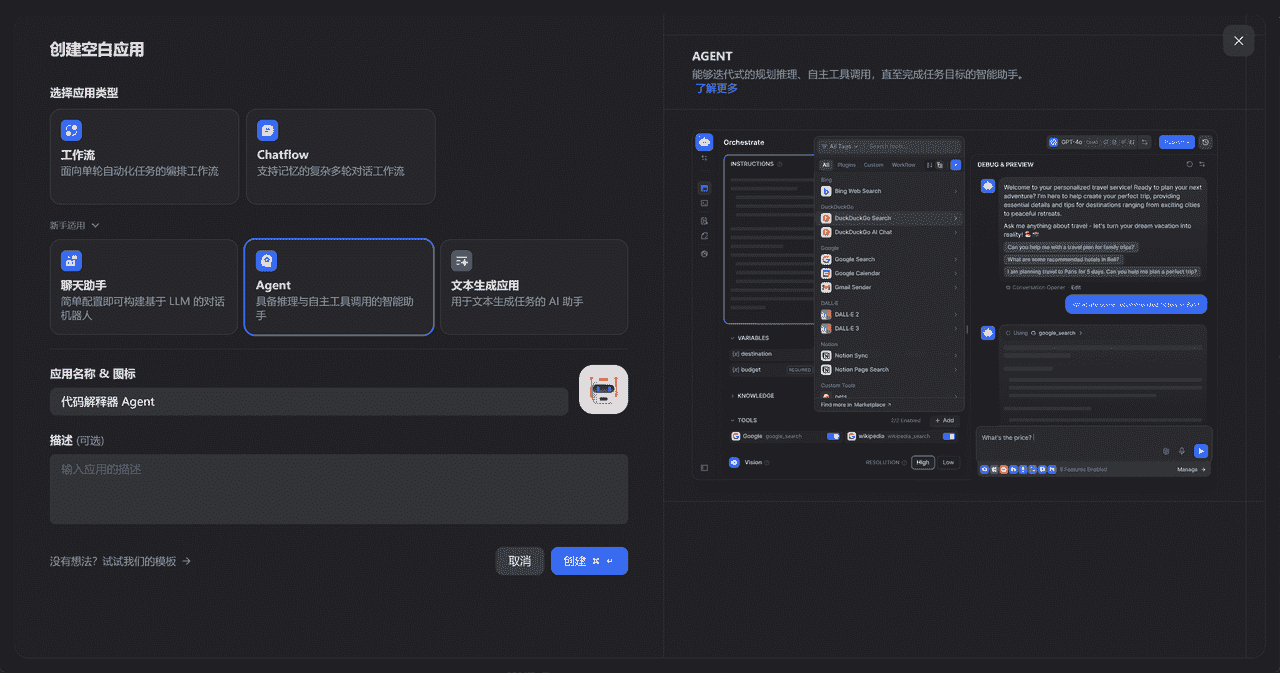 创建空白应用
选择应用类型
工作流
面向单轮自动化任务的编排工作流
Chatflow
支持记忆的复杂多轮对话工作流
新手适用
聊天助手
简单配置即可构建基于 LLM 的对话
机器人
Agent
具备推理与自主工具调用的智能助
手
文本生成应用
用于文本生成任务的 AI 助手
应用名称 & 图标
代码解释器 Agent
描述 (可选)
输入应用的描述
没有想法？试试我们的模板 →
取消
创建 ⌘ ↵
AGENT
能够迭代式的规划推理、自主工具调用，直至完成任务目标的智能助手。
了解更多
Orchestrate
INSTRUCTIONS
All Tags
Search tools...
All
Plugins
Custom
Workflow
Bing
Bing Web Search
DuckDuckGo
DuckDuckGo Search
DuckDuckGo AI Chat
Google
Google Search
Google Calendar
Gmail Sender
DALL-E
DALL-E 2
DALL-E 3
Notion
Notion Sync
Notion Page Search
Custom Tools
pets
Find more in Marketplace ↗
VARIABLES
{x} destination
{x} budget
REQUIRED
KNOWLEDGE
TOOLS
2/2 Enabled
+ Add
Google google_search
wikipedia wikipedia_search
Vision
RESOLUTION
High
Low
GPT-4o CHAT
Publish
DEBUG & PREVIEW
Welcome to your personalized travel service! Ready to plan your next
adventure? I'm here to help create your perfect trip, providing
essential details and tips for destinations ranging from exciting cities
to peaceful retreats.
Ask me anything about travel - let's turn your dream vacation into
reality!
Can you help me with a travel plan for family trips?
What are some recommended hotels in Bali?
I am planning travel to Paris for 5 days. Can you help me plan a perfect trip?
Conversation Opener · Edit
Using google_search
What's the price?
Features Enabled
Manage →